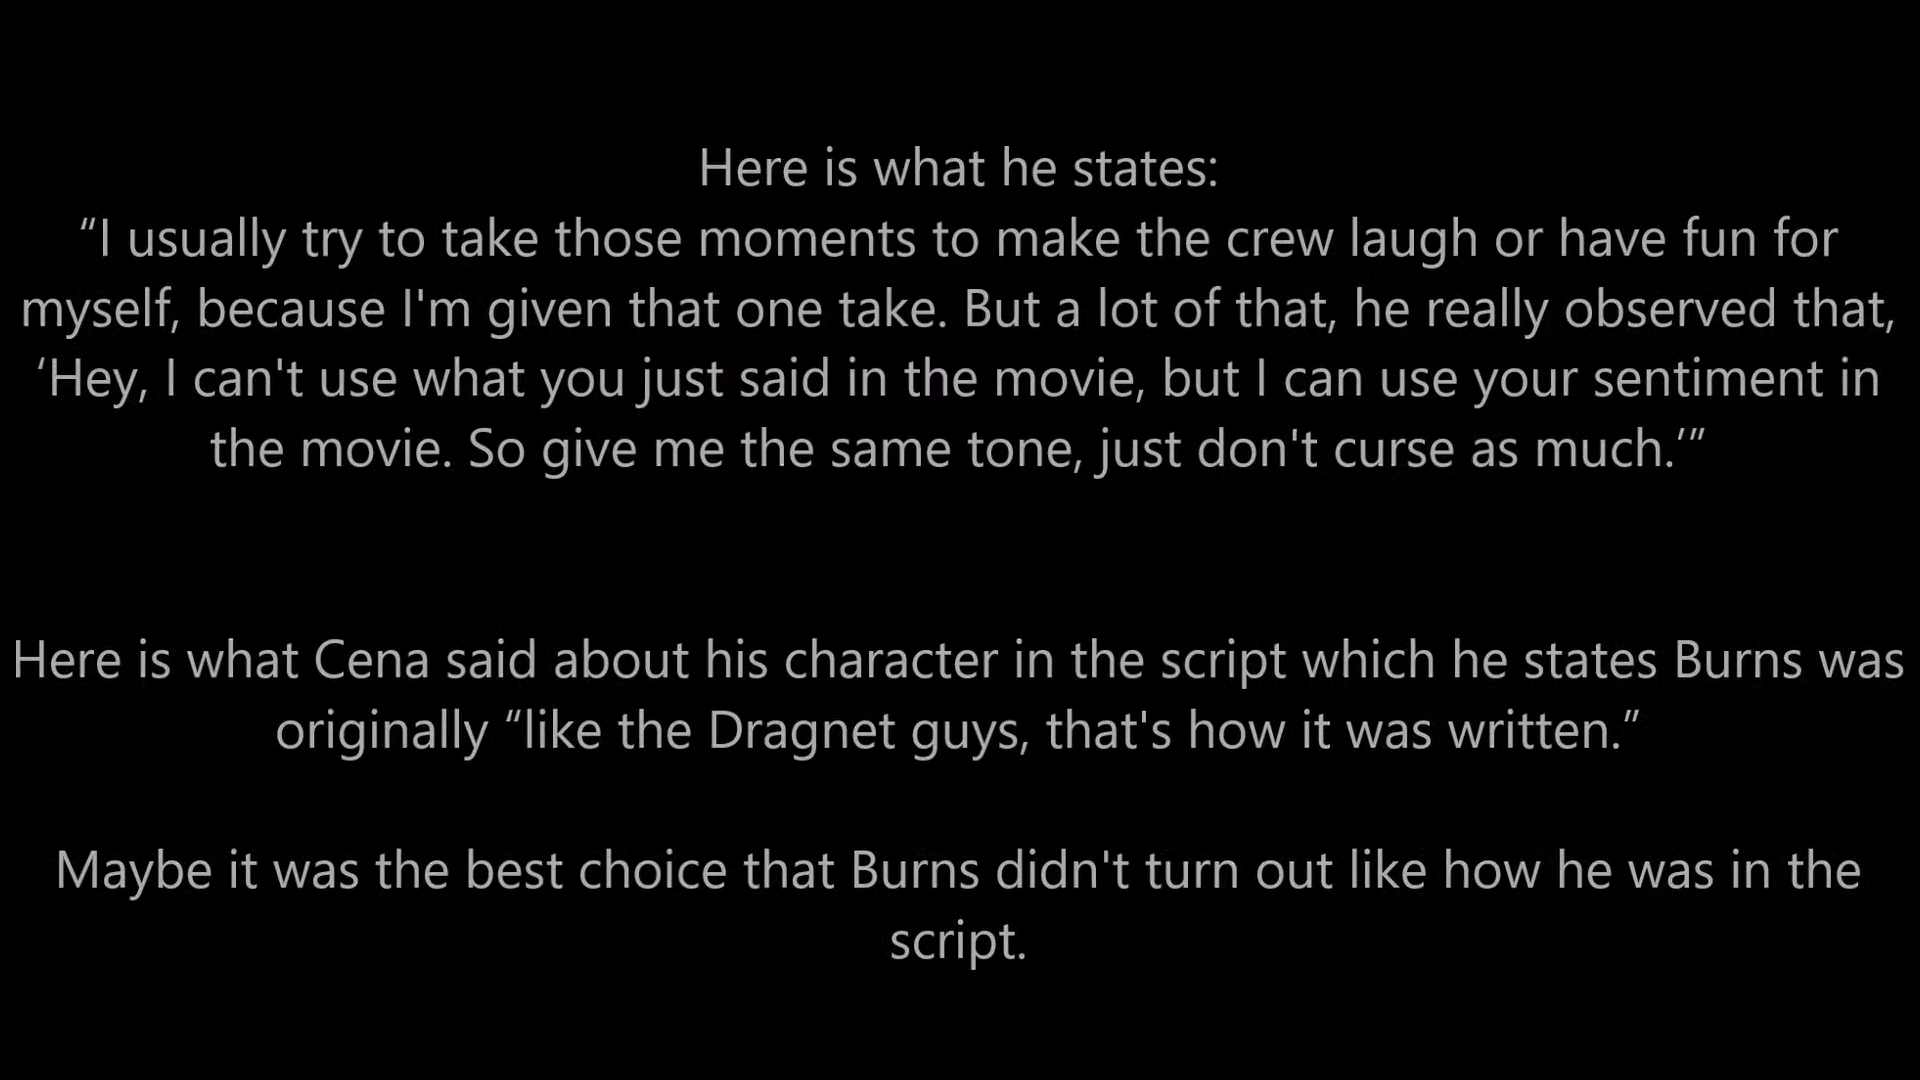 Here is what he states:
“I usually try to take those moments to make the crew laugh or have fun for
myself, because I'm given that one take. But a lot of that, he really observed that,
‘Hey, I can't use what you just said in the movie, but I can use your sentiment in
the movie. So give me the same tone, just don't curse as much.’”
Here is what Cena said about his character in the script which he states Burns was
originally “like the Dragnet guys, that's how it was written.”
Maybe it was the best choice that Burns didn't turn out like how he was in the
script.